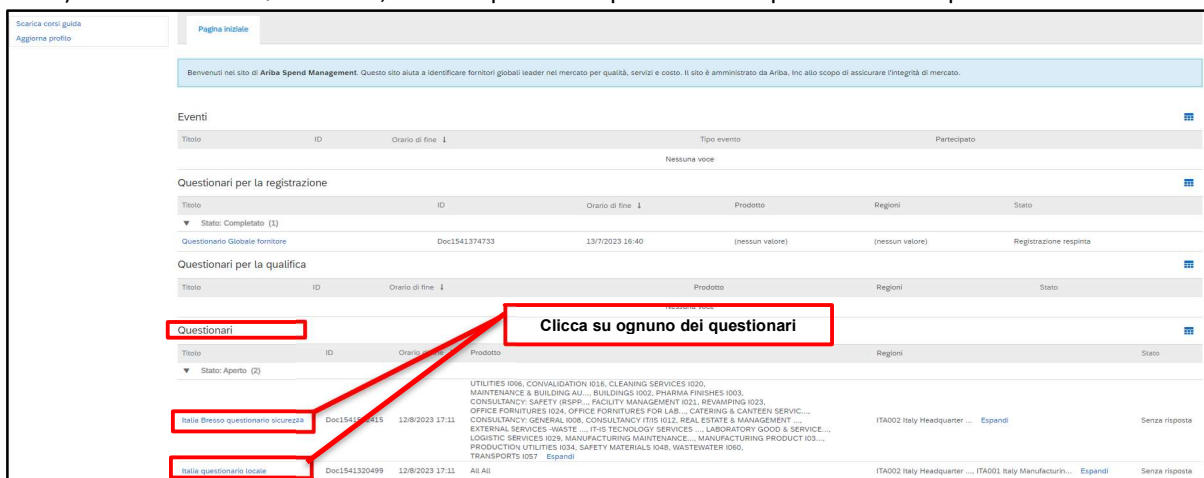 Scarica corsi guida
Aggiorna profilo
Pagina iniziale
Benvenuti nel sito di Ariba Spend Management. Questo sito aiuta a identificare fornitori globali leader nel mercato per qualità, servizi e costo. Il sito è amministrato da Ariba, Inc allo scopo di assicurare l'integrità di mercato.
Eventi
Titolo ID Orario di fine ↓ Tipo evento Partecipato
Nessuna voce
Questionari per la registrazione
Titolo ID Orario di fine ↓ Prodotto Regioni Stato
▼ Stato: Completato (1)
Questionario Globale fornitore Doc1541374733 13/7/2023 16:40 (nessun valore) (nessun valore) Registrazione respinta
Questionari per la qualifica
Titolo ID Orario di fine ↓ Prodotto Regioni Stato
Clicca su ognuno dei questionari
Questionari
Titolo ID Orario di fine Prodotto Regioni Stato
▼ Stato: Aperto (2)
UTILITIES I006, CONVALIDATION I016, CLEANING SERVICES I020,
MAINTENANCE & BUILDING AU..., BUILDINGS I002, PHARMA FINISHES I003,
CONSULTANCY: SAFETY (RSPP..., FACILITY MANAGEMENT I021, REVAMPING I023,
OFFICE FORNITURES I024, OFFICE FORNITURES FOR LAB..., CATERING & CANTEEN SERVIC...,
Italia Bresso questionario sicurezza CONSULTANCY: GENERAL I008, CONSULTANCY IT/IS I012, REAL ESTATE & MANAGEMENT ..., ITA002 Italy Headquarter ... Espandi Senza risposta
EXTERNAL SERVICES -WASTE ..., IT-IS TECNOLOGY SERVICES ..., LABORATORY GOOD & SERVICE...,
LOGISTIC SERVICES I029, MANUFACTURING MAINTENANCE..., MANUFACTURING PRODUCT I03...,
PRODUCTION UTILITIES I034, SAFETY MATERIALS I048, WASTEWATER I060,
TRANSPORTS I057 Espandi
12/8/2023 17:11
Italia questionario locale Doc1541320499 12/8/2023 17:11 All All ITA002 Italy Headquarter ..., ITA001 Italy Manufacturin... Espandi Senza risposta